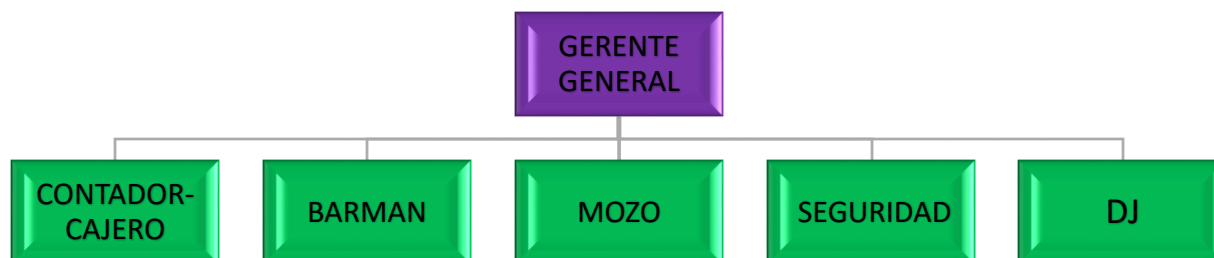 GERENTE
GENERAL
CONTADOR-
CAJERO
BARMAN
MOZO
SEGURIDAD
DJ